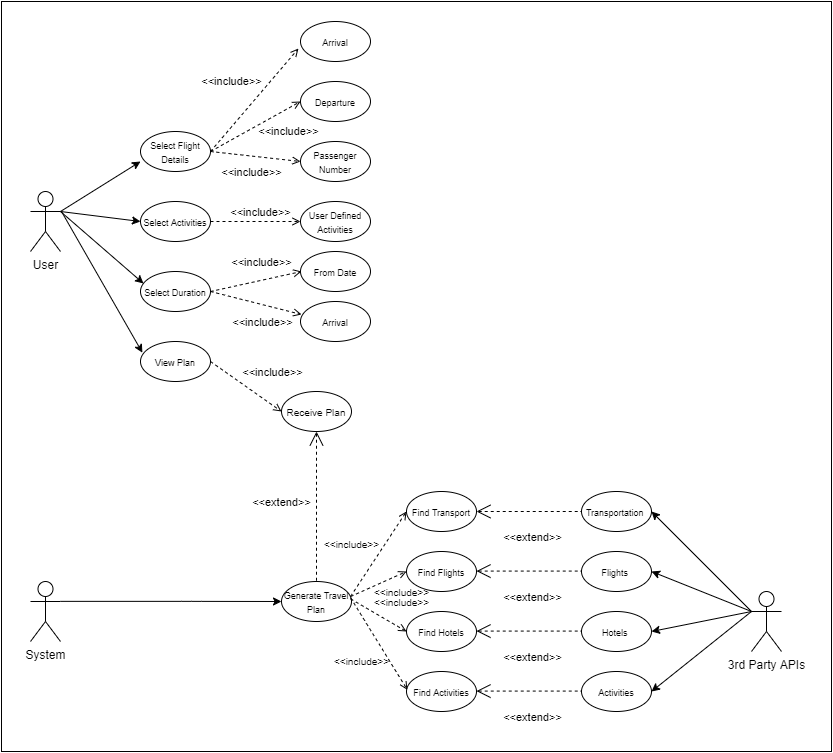 Arrival
<<include>>
Departure
<<include>>
Select Flight
Details
Passenger
Number
<<include>>
Select Activities
<<include>>
User Defined
Activities
User
<<include>>
From Date
Select Duration
<<include>>
Arrival
View Plan
<<include>>
Receive Plan
<<extend>>
Find Transport
Transportation
<<extend>>
<<include>>
Find Flights
Flights
<<include>>
<<extend>>
<<include>>
Generate Travel
Plan
Find Hotels
Hotels
System
<<extend>>
<<include>>
3rd Party APIs
Find Activities
Activities
<<extend>>